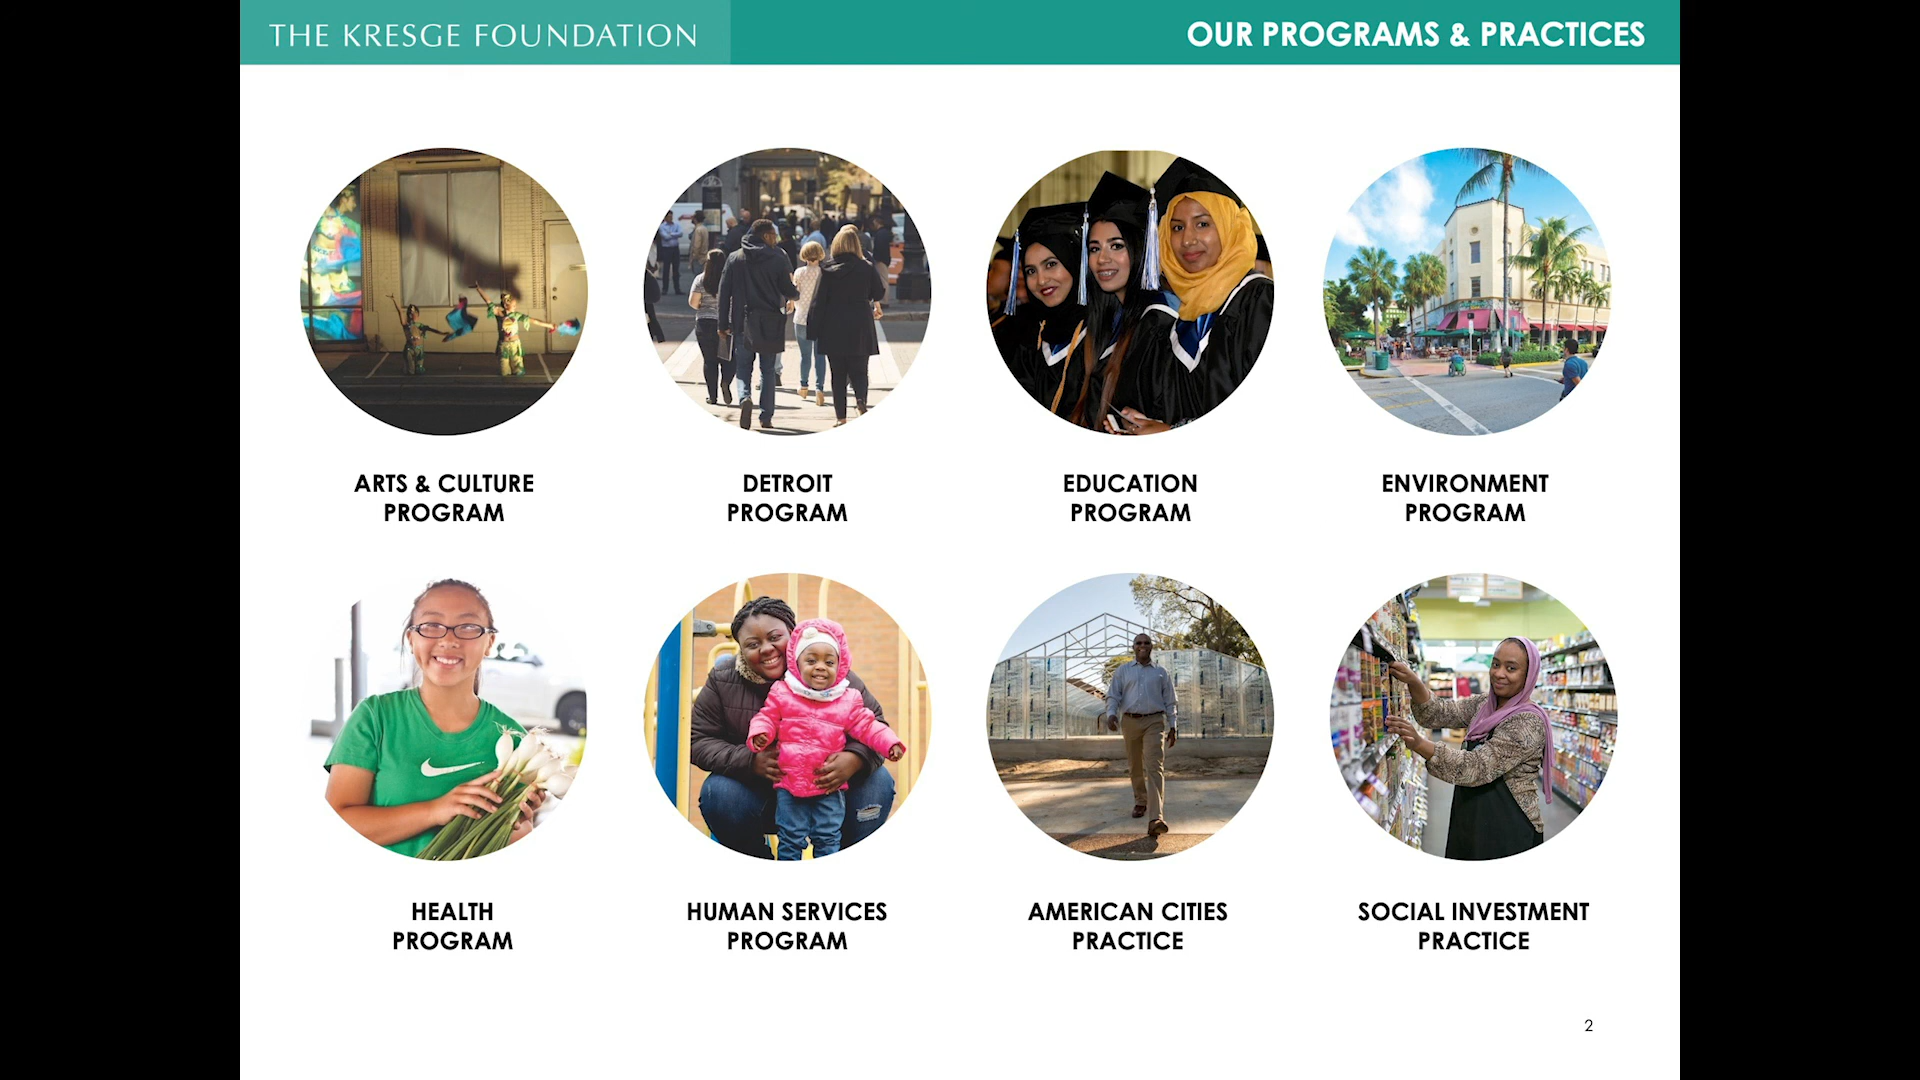 THE KRESGE FOUNDATION
OUR PROGRAMS & PRACTICES
ARTS & CULTURE
PROGRAM
DETROIT
PROGRAM
EDUCATION
PROGRAM
ENVIRONMENT
PROGRAM
HEALTH
PROGRAM
HUMAN SERVICES
PROGRAM
AMERICAN CITIES
PRACTICE
SOCIAL INVESTMENT
PRACTICE
2